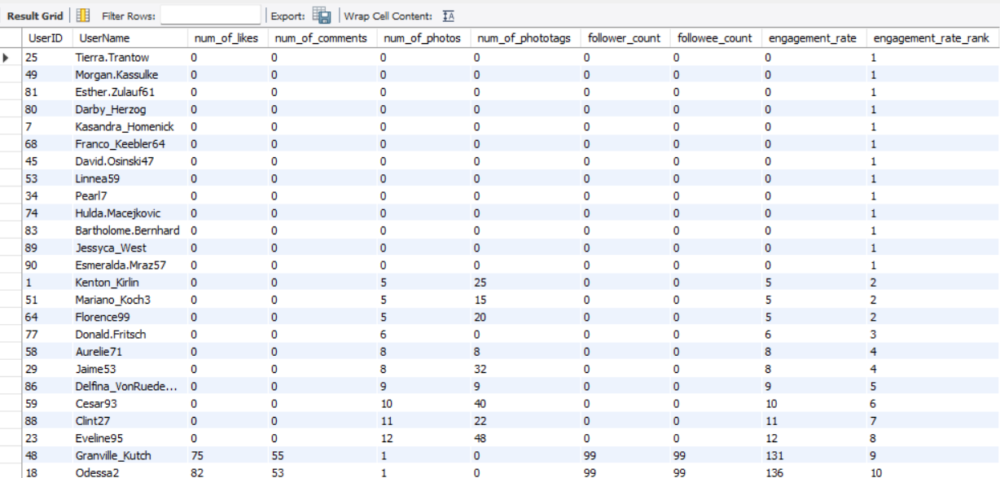 Result Grid Filter Rows: Export: Wrap Cell Content: IA
UserID UserName num_of_likes num_of_comments num_of_photos num_of_phototags follower_count followee_count engagement_rate engagement_rate_rank
25 Tierra.Trantow 0 0 0 0 0 0 0 1
49 Morgan.Kassulke 0 0 0 0 0 0 0 1
81 Esther.Zulauf61 0 0 0 0 0 0 0 1
80 Darby_Herzog 0 0 0 0 0 0 0 1
7 Kasandra_Homenick 0 0 0 0 0 0 0 1
68 Franco_Keebler64 0 0 0 0 0 0 0 1
45 David.Osinski47 0 0 0 0 0 0 0 1
53 Linnea59 0 0 0 0 0 0 0 1
34 Pearl7 0 0 0 0 0 0 0 1
74 Hulda.Macejkovic 0 0 0 0 0 0 0 1
83 Bartholome.Bernhard 0 0 0 0 0 0 0 1
89 Jessyca_West 0 0 0 0 0 0 0 1
90 Esmeralda.Mraz57 0 0 0 0 0 0 0 1
1 Kenton_Kirlin 0 0 5 25 0 0 5 2
51 Mariano_Koch3 0 0 5 15 0 0 5 2
64 Florence99 0 0 5 20 0 0 5 2
77 Donald.Fritsch 0 0 6 0 0 0 6 3
58 Aurelie71 0 0 8 8 0 0 8 4
29 Jaime53 0 0 8 32 0 0 8 4
86 Delfina_VonRuede... 0 0 9 9 0 0 9 5
59 Cesar93 0 0 10 40 0 0 10 6
88 Clint27 0 0 11 22 0 0 11 7
23 Eveline95 0 0 12 48 0 0 12 8
48 Granville_Kutch 75 55 1 0 99 99 131 9
18 Odessa2 82 53 1 0 99 99 136 10